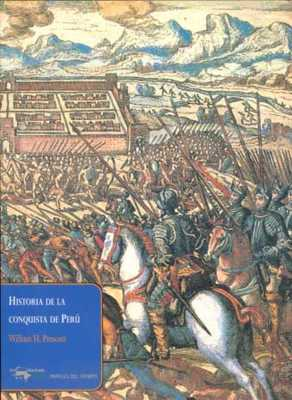 HISTORIA DE LA
CONQUISTA DE PERÚ
William H. Prescott
PAPELES DEL TIEMPO